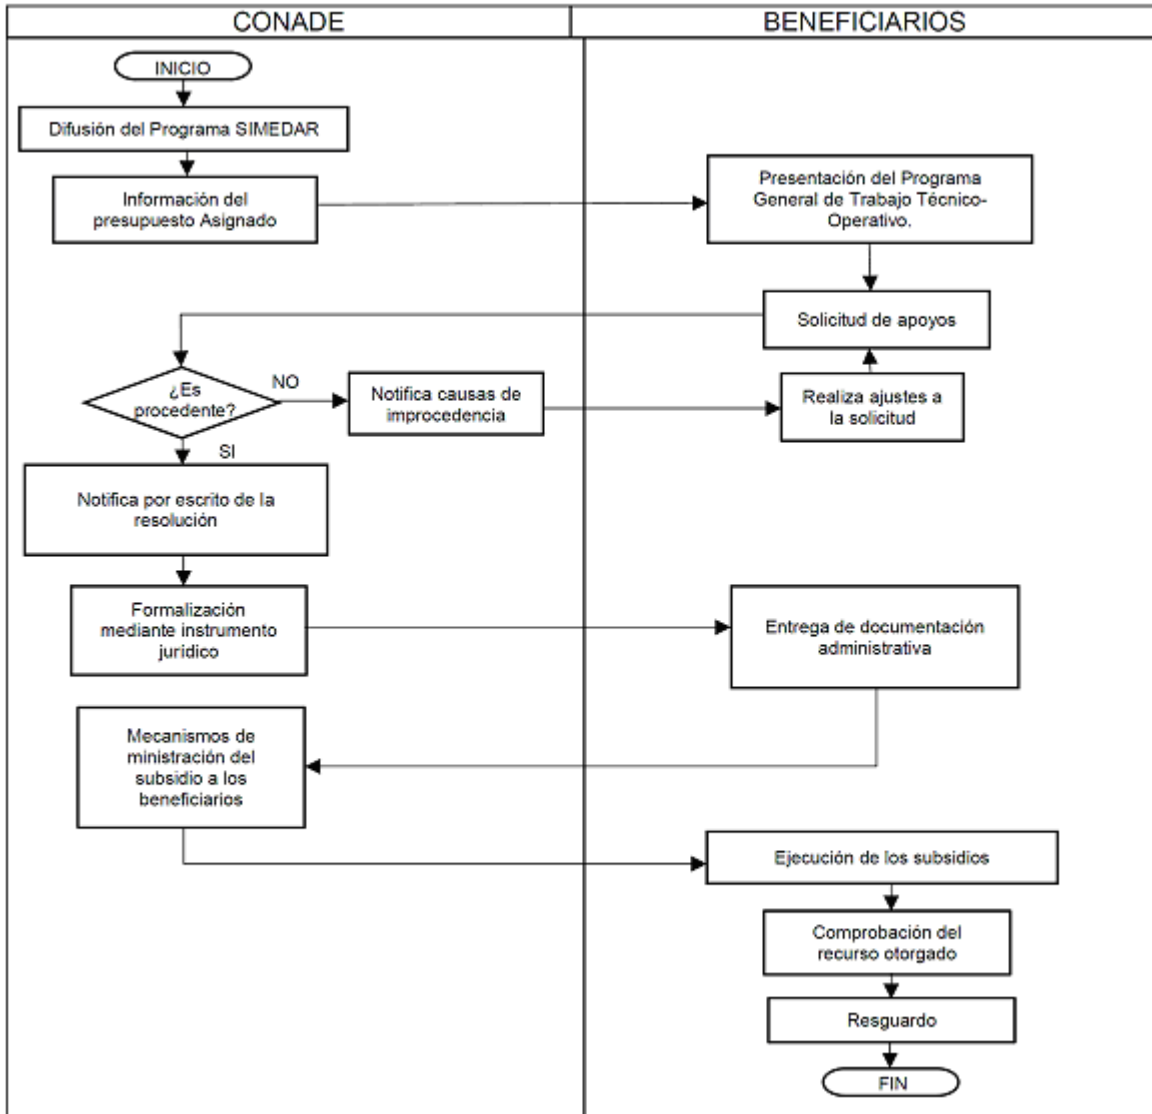 CONADE
BENEFICIARIOS
INICIO
Difusión del Programa SIMEDAR
Información del
presupuesto Asignado
Presentación del Programa
General de Trabajo Técnico-
Operativo.
Solicitud de apoyos
¿Es
procedente?
NO
Notifica causas de
improcedencia
Realiza ajustes a
la solicitud
SI
Notifica por escrito de la
resolución
Formalización
mediante instrumento
jurídico
Entrega de documentación
administrativa
Mecanismos de
ministración del
subsidio a los
beneficiarios
Ejecución de los subsidios
Comprobación del
recurso otorgado
Resguardo
FIN